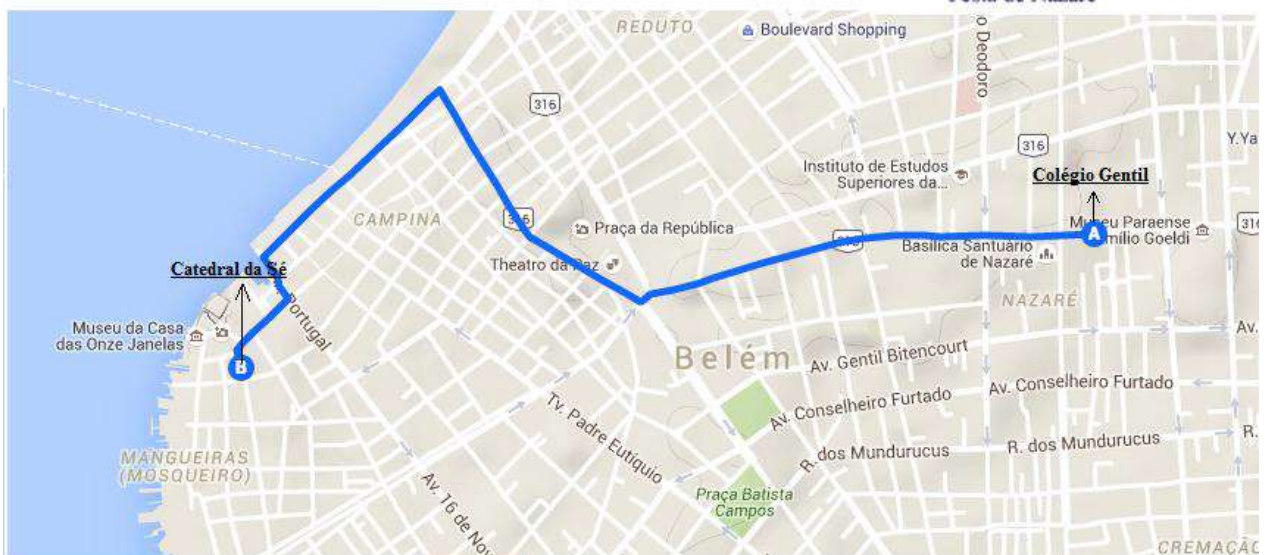 REDUTO
Boulevard Shopping
o Deodoro
316
316
Y.Ya
Instituto de Estudos
Superiores da...
Colégio Gentil
CAMPINA
316
Praça da República
Museu Paraense
Emílio Goeldi
316
316
Basílica Santuário
de Nazaré
Theatro da Paz
Catedral da Sé
A
NAZARÉ
Portugal
Museu da Casa
das Onze Janelas
Belém
Av.
B
Av. Gentil Bitencourt
Av. Conselheiro Furtado
Av. Conselheiro Furtado
Tv. Padre Eutíquio
R. dos Mundurucus
R.
R. dos Mundurucus
MANGUEIRAS
(MOSQUEIRO)
Av. 16 de Nov
Praça Batista
Campos
CREMAÇÃO